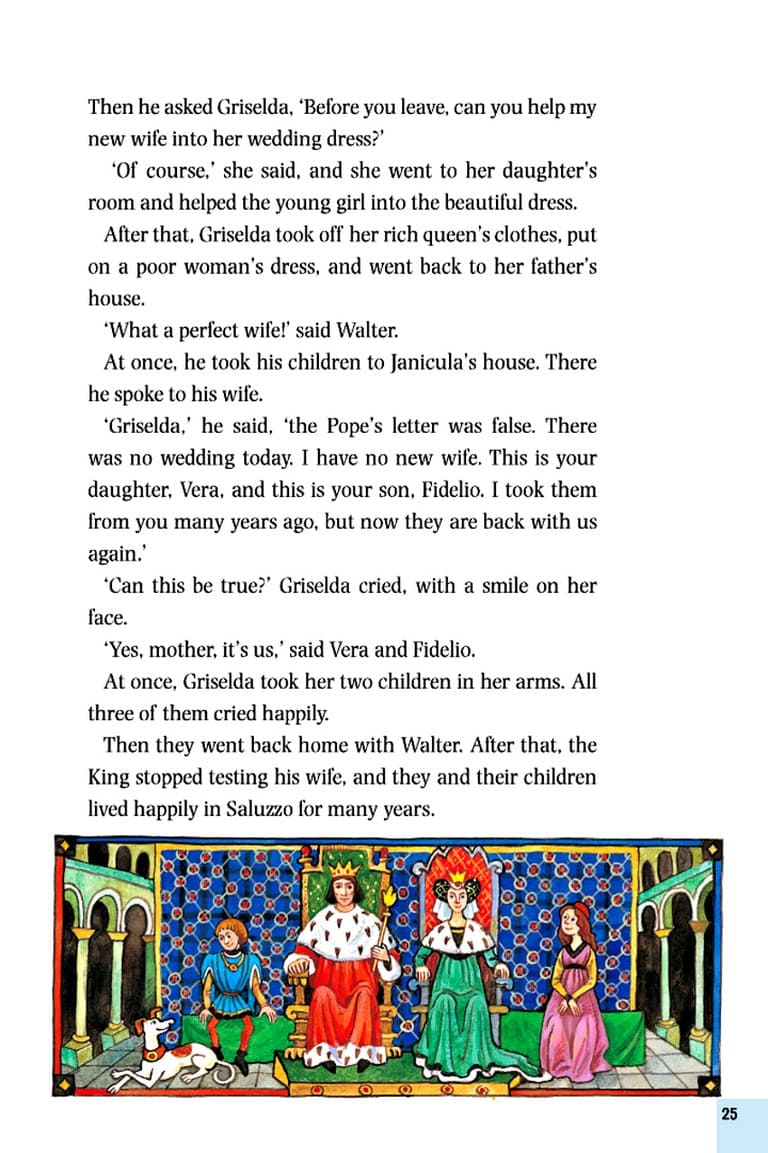 Then he asked Griselda, ‘Before you leave, can you help my
new wife into her wedding dress?’
‘Of course,’ she said, and she went to her daughter’s
room and helped the young girl into the beautiful dress.
After that, Griselda took off her rich queen’s clothes, put
on a poor woman’s dress, and went back to her father’s
house.
‘What a perfect wife!’ said Walter.
At once, he took his children to Janicula’s house. There
he spoke to his wife.
‘Griselda,’ he said, ‘the Pope’s letter was false. There
was no wedding today. I have no new wife. This is your
daughter, Vera, and this is your son, Fidelio. I took them
from you many years ago, but now they are back with us
again.’
‘Can this be true?’ Griselda cried, with a smile on her
face.
‘Yes, mother, it’s us,’ said Vera and Fidelio.
At once, Griselda took her two children in her arms. All
three of them cried happily.
Then they went back home with Walter. After that, the
King stopped testing his wife, and they and their children
lived happily in Saluzzo for many years.
25